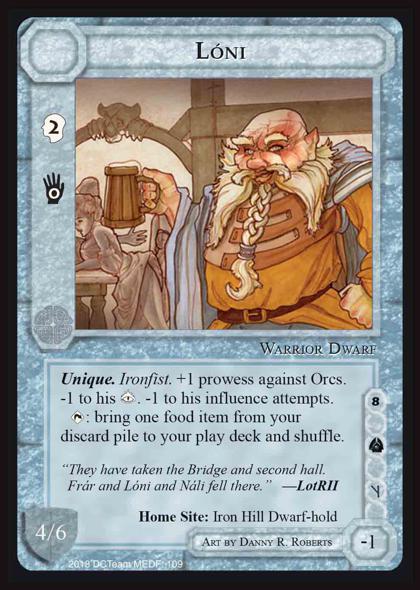 Lóni
2
Warrior Dwarf
Unique. Ironfist. +1 prowess against Orcs.
-1 to his . -1 to his influence attempts.
: bring one food item from your
discard pile to your play deck and shuffle.
8
“They have taken the Bridge and second hall.
Frár and Lóni and Náli fell there.” —LotRII
Home Site: Iron Hill Dwarf-hold
4/6
Art by Danny R. Roberts
-1
2018 DCTeam MEDF: 109